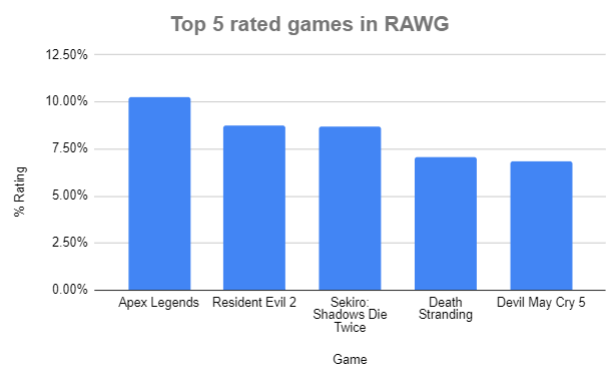 Top 5 rated games in RAWG
12.50%
10.00%
7.50%
5.00%
2.50%
0.00%
% Rating
Apex Legends
Resident Evil 2
Sekiro:
Shadows Die
Twice
Death
Stranding
Devil May Cry 5
Game